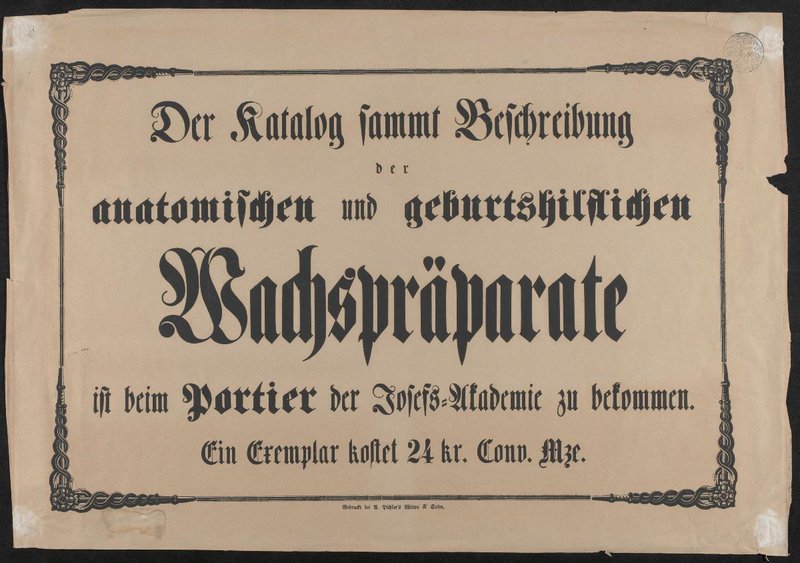 Der Katalog sammt Beschreibung
der
anatomischen und geburtshilflichen
Wachspräparate
ist beim Portier der Josefs-Akademie zu bekommen.
Ein Exemplar kostet 24 kr. Conv. Mze.
Gedruckt bei A. Pichler's Witwe & Sohn.